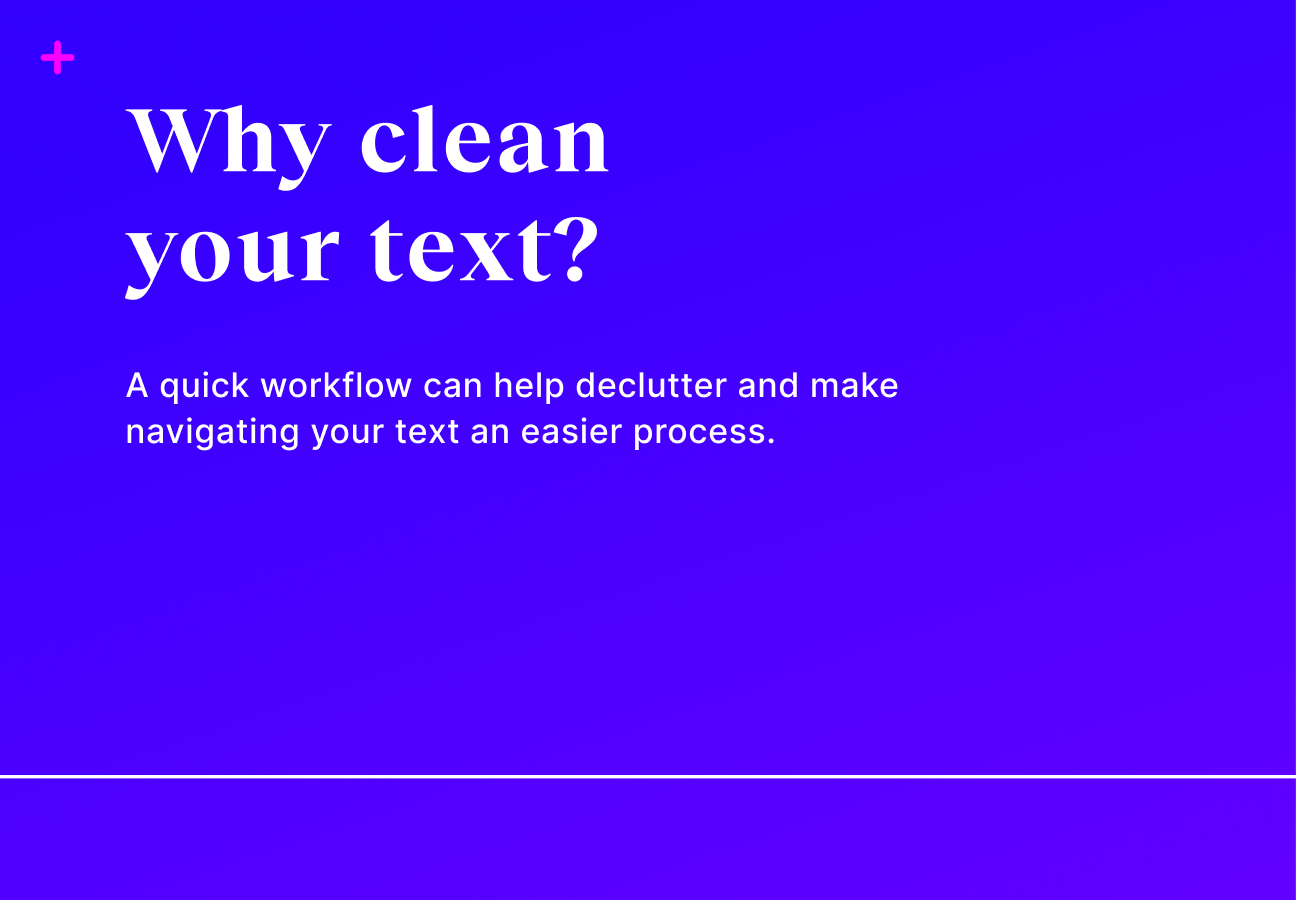 Why clean
your text?
A quick workflow can help declutter and make
navigating your text an easier process.